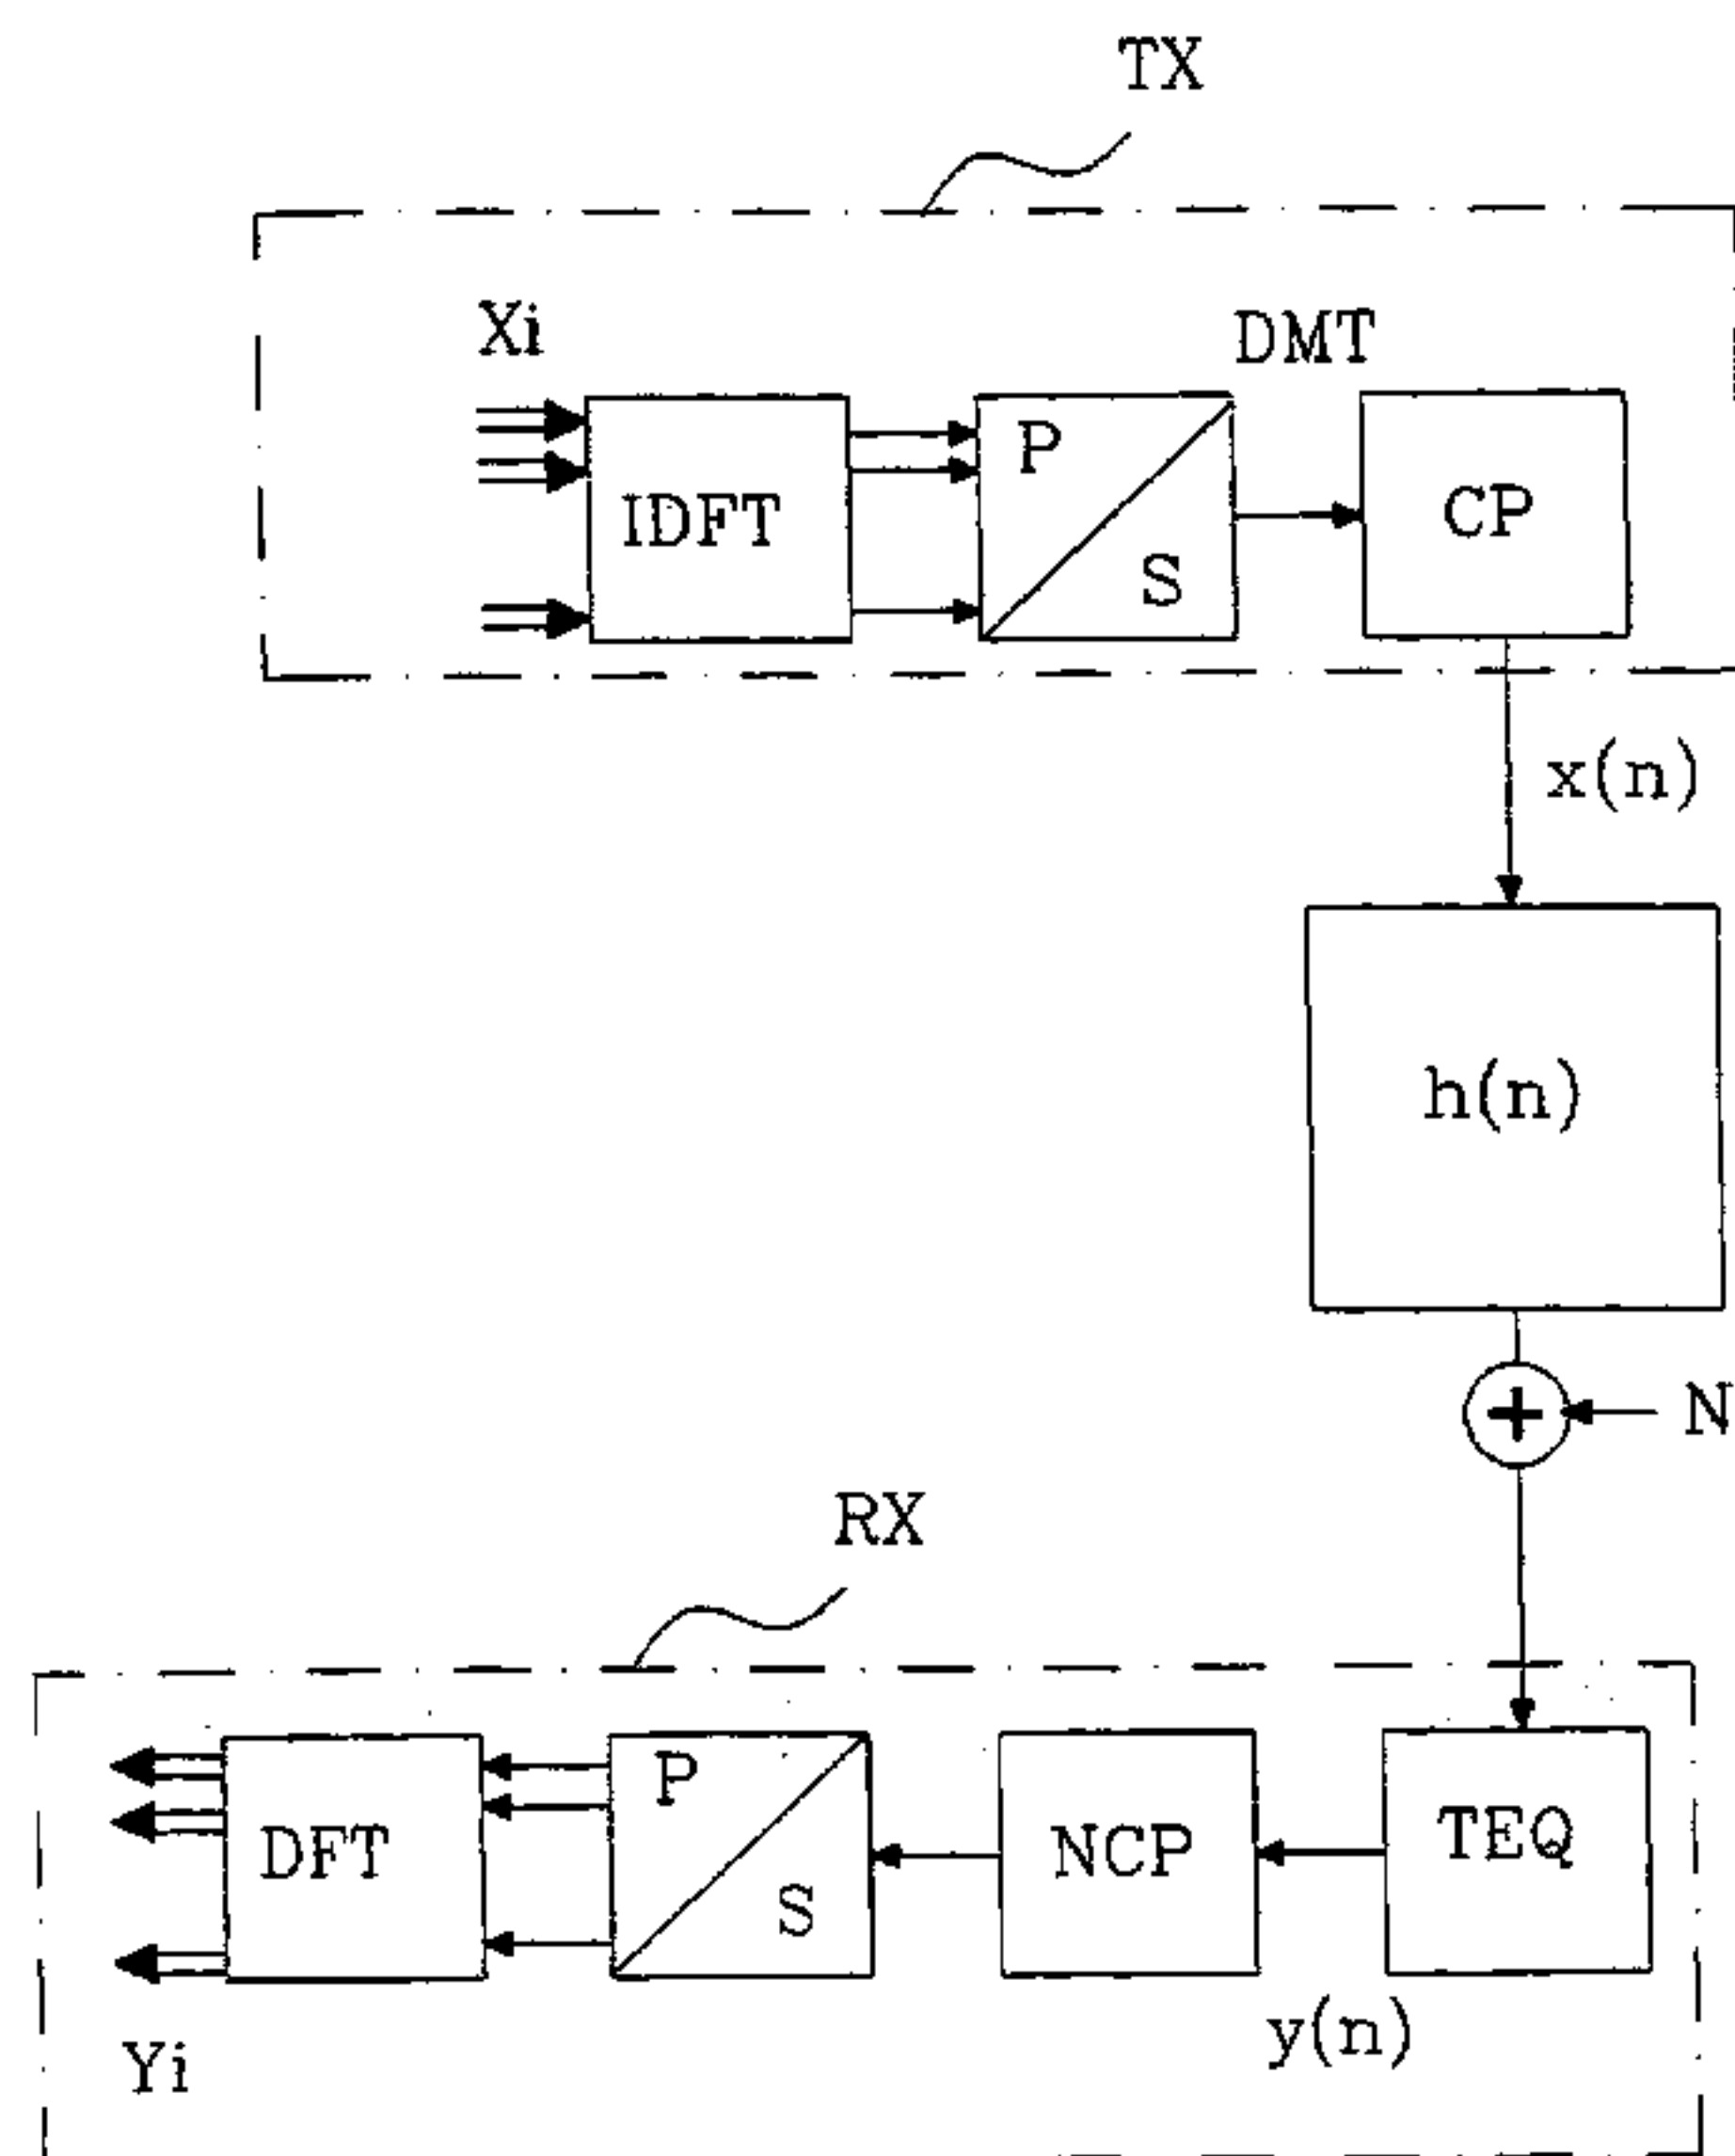 TX
Xi
DMT
IDFT
P
S
CP
x(n)
h(n)
N
RX
DFT
P
S
NCP
TEQ
y(n)
Yi